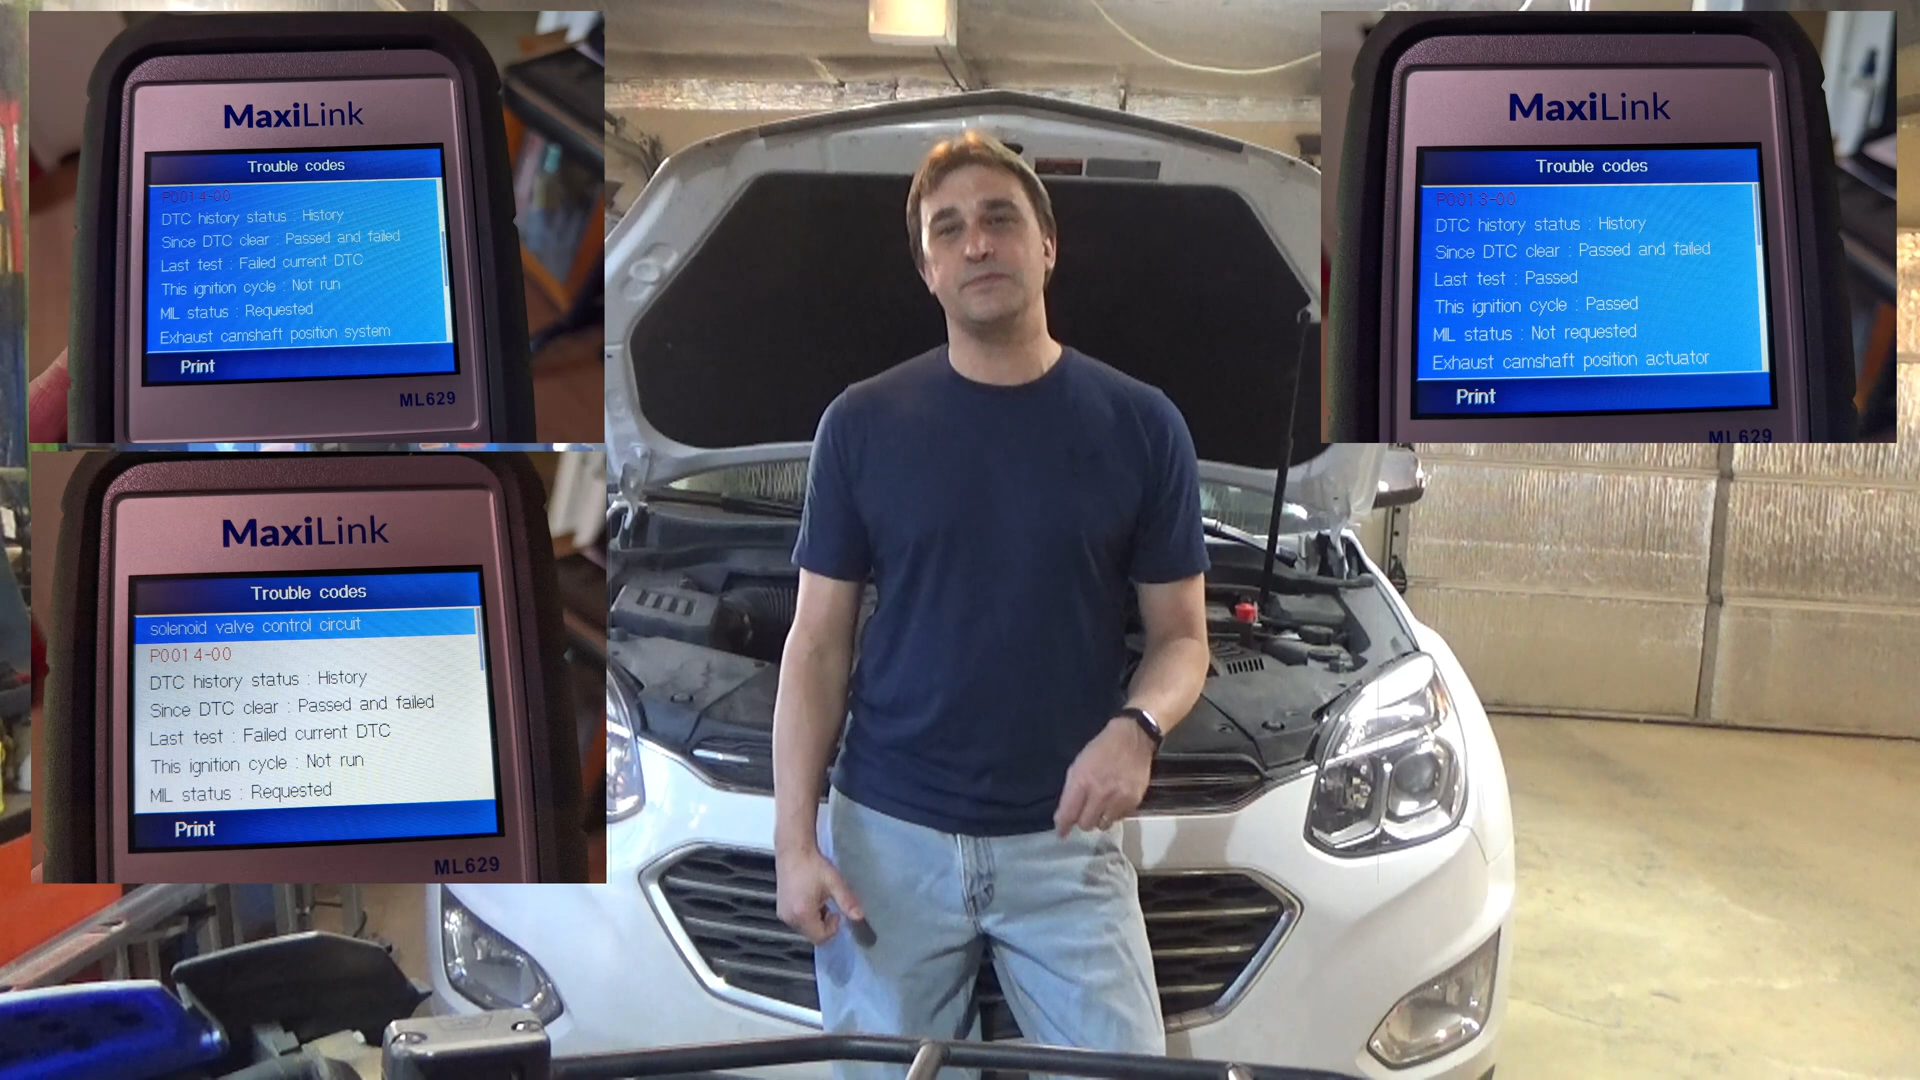 MaxiLink
Trouble codes
P0014-00
DTC history status : History
Since DTC clear : Passed and failed
Last test : Failed current DTC
This ignition cycle : Not run
MIL status : Requested
Exhaust camshaft position system
Print
ML629
MaxiLink
Trouble codes
solenoid valve control circuit
P0014-00
DTC history status : History
Since DTC clear : Passed and failed
Last test : Failed current DTC
This ignition cycle : Not run
MIL status : Requested
Print
ML629
MaxiLink
Trouble codes
P0013-00
DTC history status : History
Since DTC clear : Passed and failed
Last test : Passed
This ignition cycle : Passed
MIL status : Not requested
Exhaust camshaft position actuator
Print
ML629